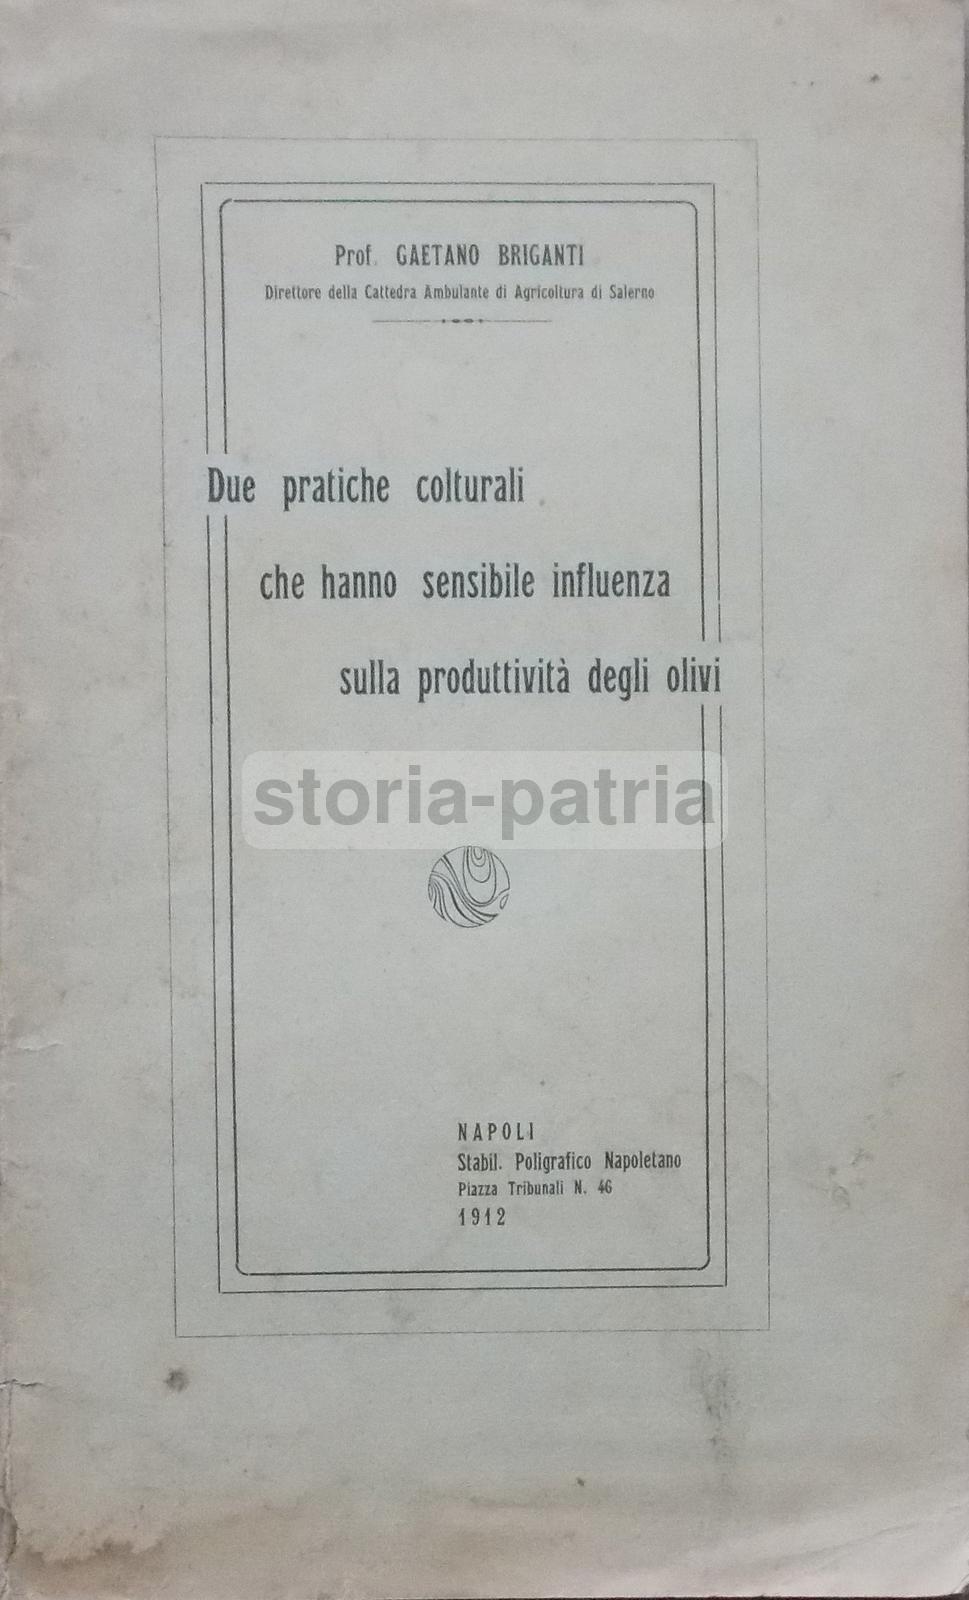 Prof. GAETANO BRIGANTI
Direttore della Cattedra Ambulante di Agricoltura di Salerno
Due pratiche colturali
che hanno sensibile influenza
sulla produttività degli olivi
storia-patria
NAPOLI
Stabil. Poligrafico Napoletano
Piazza Tribunali N. 46
1912